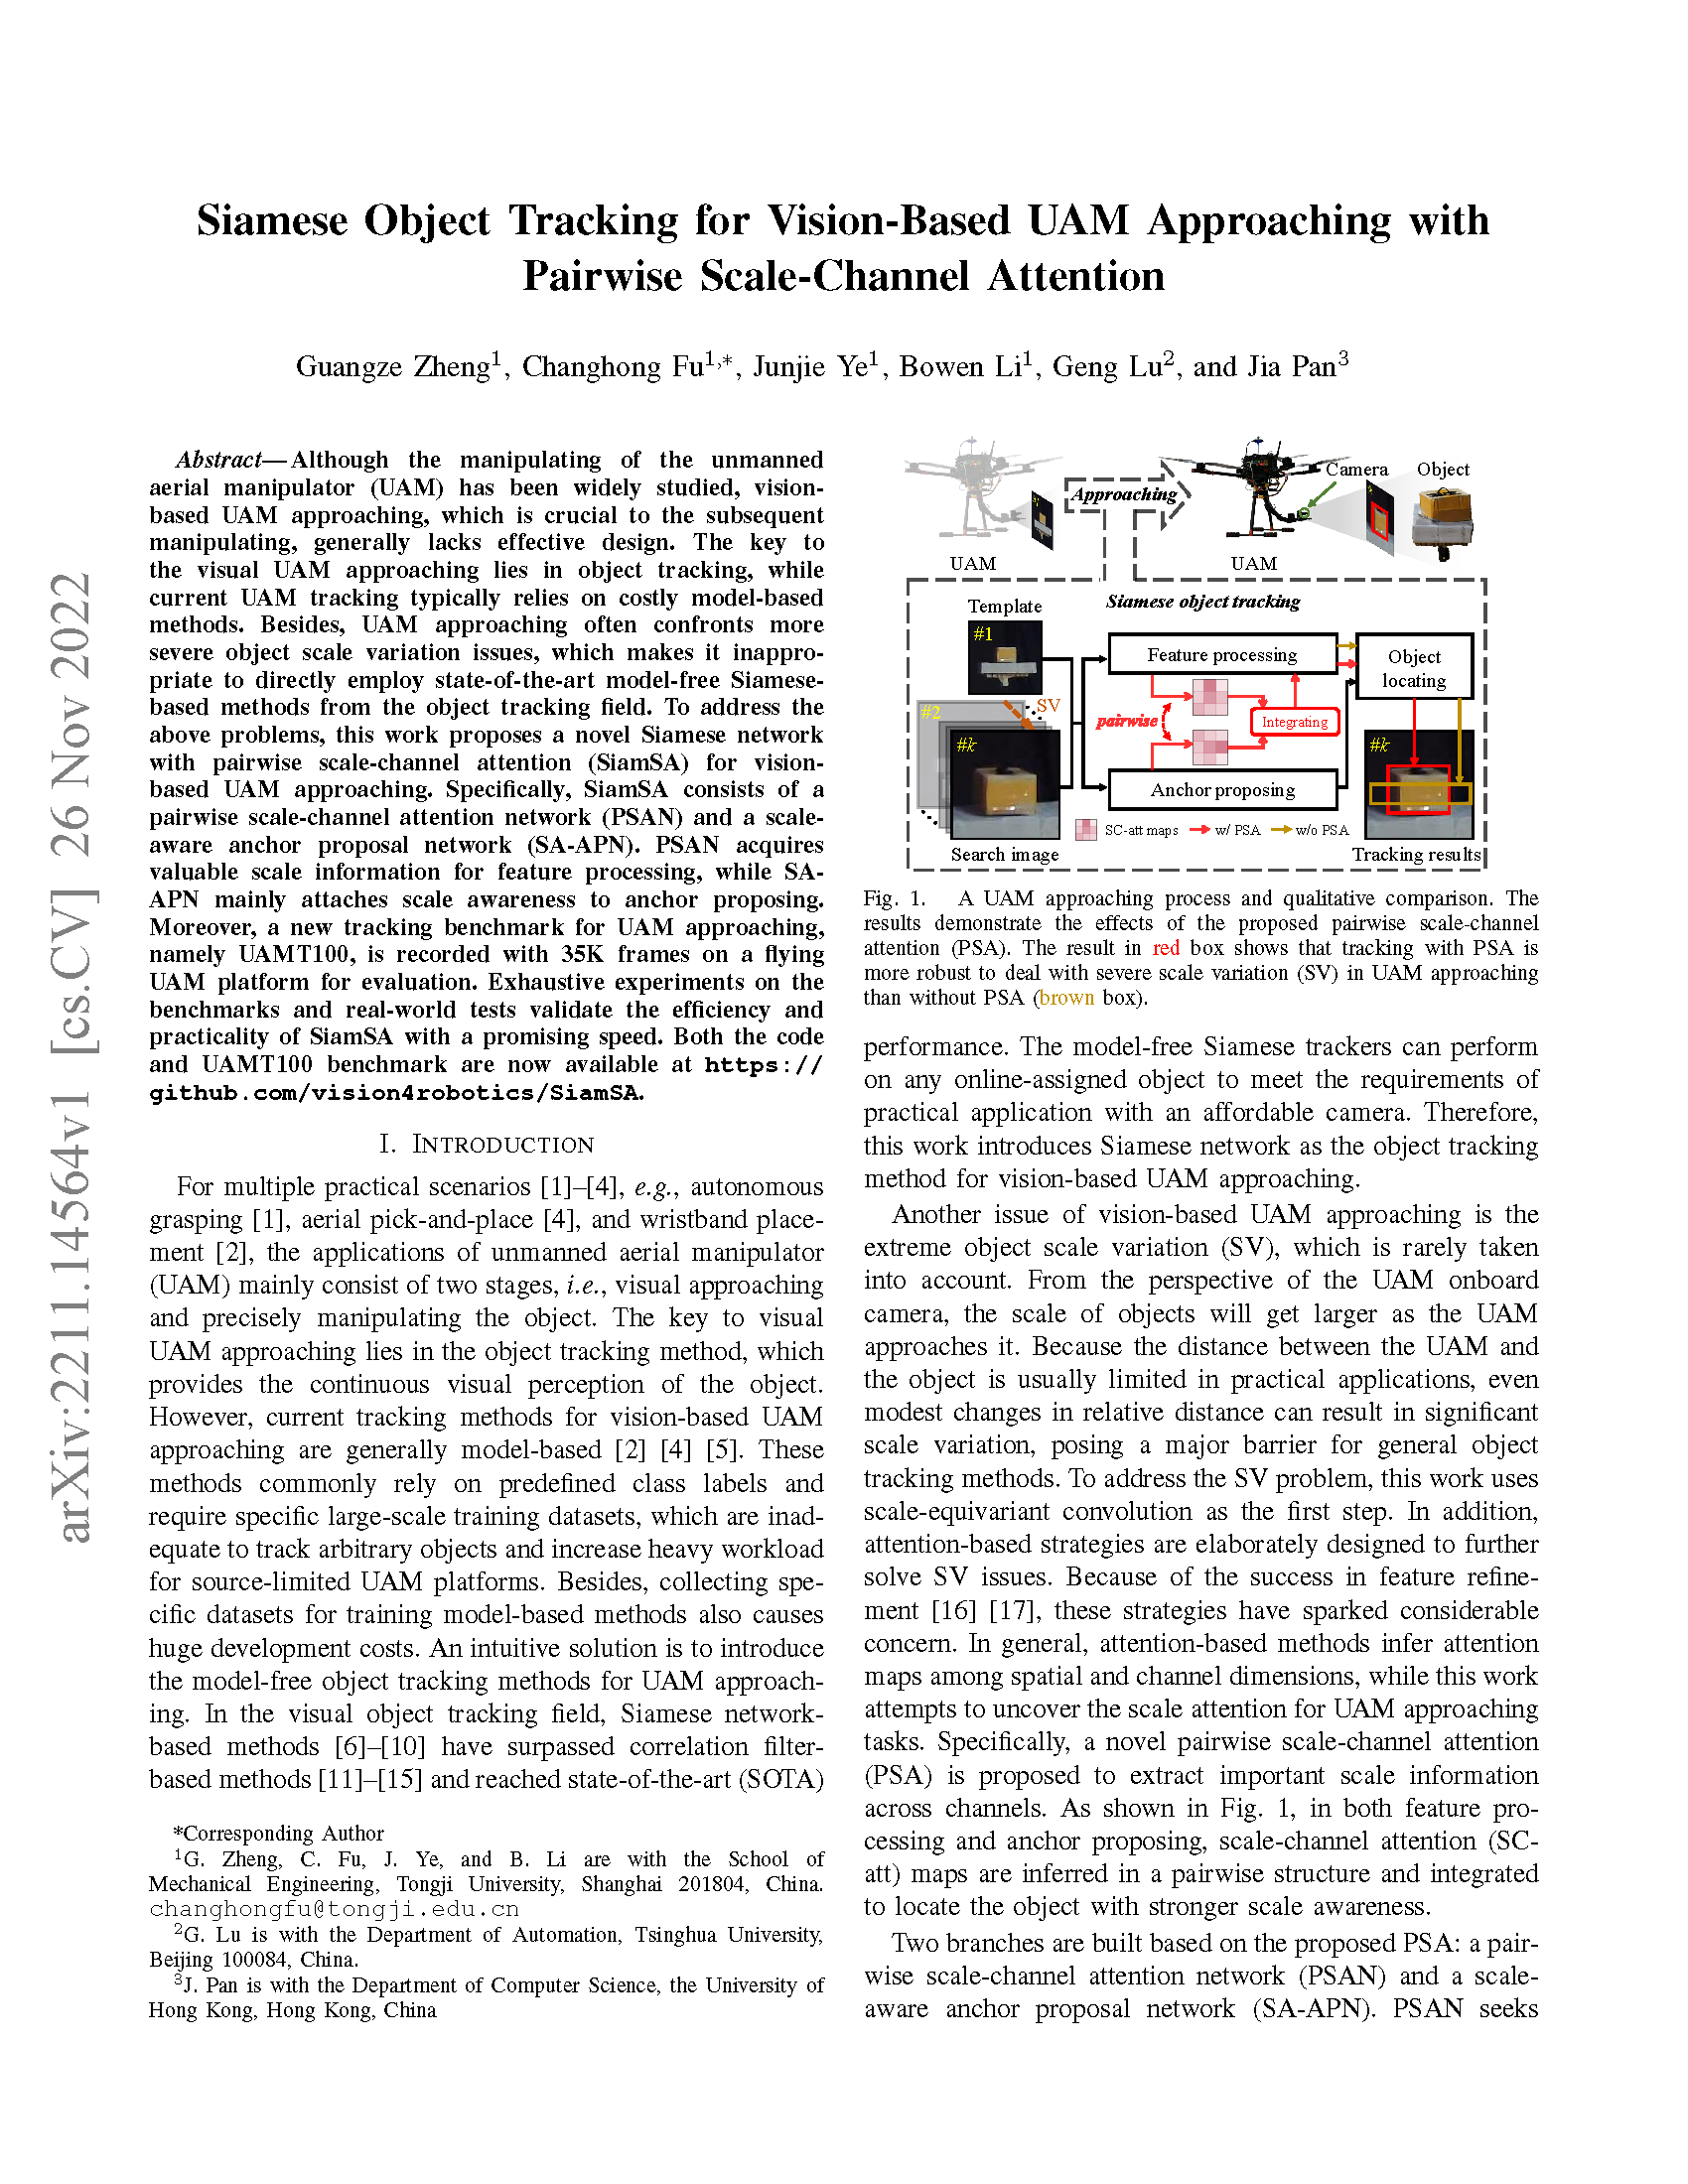 arXiv:2211.14564v1 [cs.CV] 26 Nov 2022
Siamese Object Tracking for Vision-Based UAM Approaching with
Pairwise Scale-Channel Attention
Guangze Zheng1, Changhong Fu1,*, Junjie Ye1, Bowen Li1, Geng Lu2, and Jia Pan3
Abstract— Although the manipulating of the unmanned
aerial manipulator (UAM) has been widely studied, vision-
based UAM approaching, which is crucial to the subsequent
manipulating, generally lacks effective design. The key to
the visual UAM approaching lies in object tracking, while
current UAM tracking typically relies on costly model-based
methods. Besides, UAM approaching often confronts more
severe object scale variation issues, which makes it inappro-
priate to directly employ state-of-the-art model-free Siamese-
based methods from the object tracking field. To address the
above problems, this work proposes a novel Siamese network
with pairwise scale-channel attention (SiamSA) for vision-
based UAM approaching. Specifically, SiamSA consists of a
pairwise scale-channel attention network (PSAN) and a scale-
aware anchor proposal network (SA-APN). PSAN acquires
valuable scale information for feature processing, while SA-
APN mainly attaches scale awareness to anchor proposing.
Moreover, a new tracking benchmark for UAM approaching,
namely UAMT100, is recorded with 35K frames on a flying
UAM platform for evaluation. Exhaustive experiments on the
benchmarks and real-world tests validate the efficiency and
practicality of SiamSA with a promising speed. Both the code
and UAMT100 benchmark are now available at https://
github.com/vision4robotics/SiamSA.
I. INTRODUCTION
For multiple practical scenarios [1]–[4], e.g., autonomous
grasping [1], aerial pick-and-place [4], and wristband place-
ment [2], the applications of unmanned aerial manipulator
(UAM) mainly consist of two stages, i.e., visual approaching
and precisely manipulating the object. The key to visual
UAM approaching lies in the object tracking method, which
provides the continuous visual perception of the object.
However, current tracking methods for vision-based UAM
approaching are generally model-based [2] [4] [5]. These
methods commonly rely on predefined class labels and
require specific large-scale training datasets, which are inad-
equate to track arbitrary objects and increase heavy workload
for source-limited UAM platforms. Besides, collecting spe-
cific datasets for training model-based methods also causes
huge development costs. An intuitive solution is to introduce
the model-free object tracking methods for UAM approach-
ing. In the visual object tracking field, Siamese network-
based methods [6]–[10] have surpassed correlation filter-
based methods [11]–[15] and reached state-of-the-art (SOTA)
*Corresponding Author
1G. Zheng, C. Fu, J. Ye, and B. Li are with the School of
Mechanical Engineering, Tongji University, Shanghai 201804, China.
changhongfu@tongji.edu.cn
2G. Lu is with the Department of Automation, Tsinghua University,
Beijing 100084, China.
3J. Pan is with the Department of Computer Science, the University of
Hong Kong, Hong Kong, China
Camera
Object
Approaching
UAM
UAM
Siamese object tracking
Template
#1
#2
SV
#k
Search image
Feature processing
pairwise
Integrating
Anchor proposing
Object
locating
#k
SC-att maps
w/ PSA
w/o PSA
Tracking results
Fig. 1. A UAM approaching process and qualitative comparison. The
results demonstrate the effects of the proposed pairwise scale-channel
attention (PSA). The result in red box shows that tracking with PSA is
more robust to deal with severe scale variation (SV) in UAM approaching
than without PSA (brown box).
performance. The model-free Siamese trackers can perform
on any online-assigned object to meet the requirements of
practical application with an affordable camera. Therefore,
this work introduces Siamese network as the object tracking
method for vision-based UAM approaching.
Another issue of vision-based UAM approaching is the
extreme object scale variation (SV), which is rarely taken
into account. From the perspective of the UAM onboard
camera, the scale of objects will get larger as the UAM
approaches it. Because the distance between the UAM and
the object is usually limited in practical applications, even
modest changes in relative distance can result in significant
scale variation, posing a major barrier for general object
tracking methods. To address the SV problem, this work uses
scale-equivariant convolution as the first step. In addition,
attention-based strategies are elaborately designed to further
solve SV issues. Because of the success in feature refine-
ment [16] [17], these strategies have sparked considerable
concern. In general, attention-based methods infer attention
maps among spatial and channel dimensions, while this work
attempts to uncover the scale attention for UAM approaching
tasks. Specifically, a novel pairwise scale-channel attention
(PSA) is proposed to extract important scale information
across channels. As shown in Fig. 1, in both feature pro-
cessing and anchor proposing, scale-channel attention (SC-
att) maps are inferred in a pairwise structure and integrated
to locate the object with stronger scale awareness.
Two branches are built based on the proposed PSA: a pair-
wise scale-channel attention network (PSAN) and a scale-
aware anchor proposal network (SA-APN). PSAN seeks